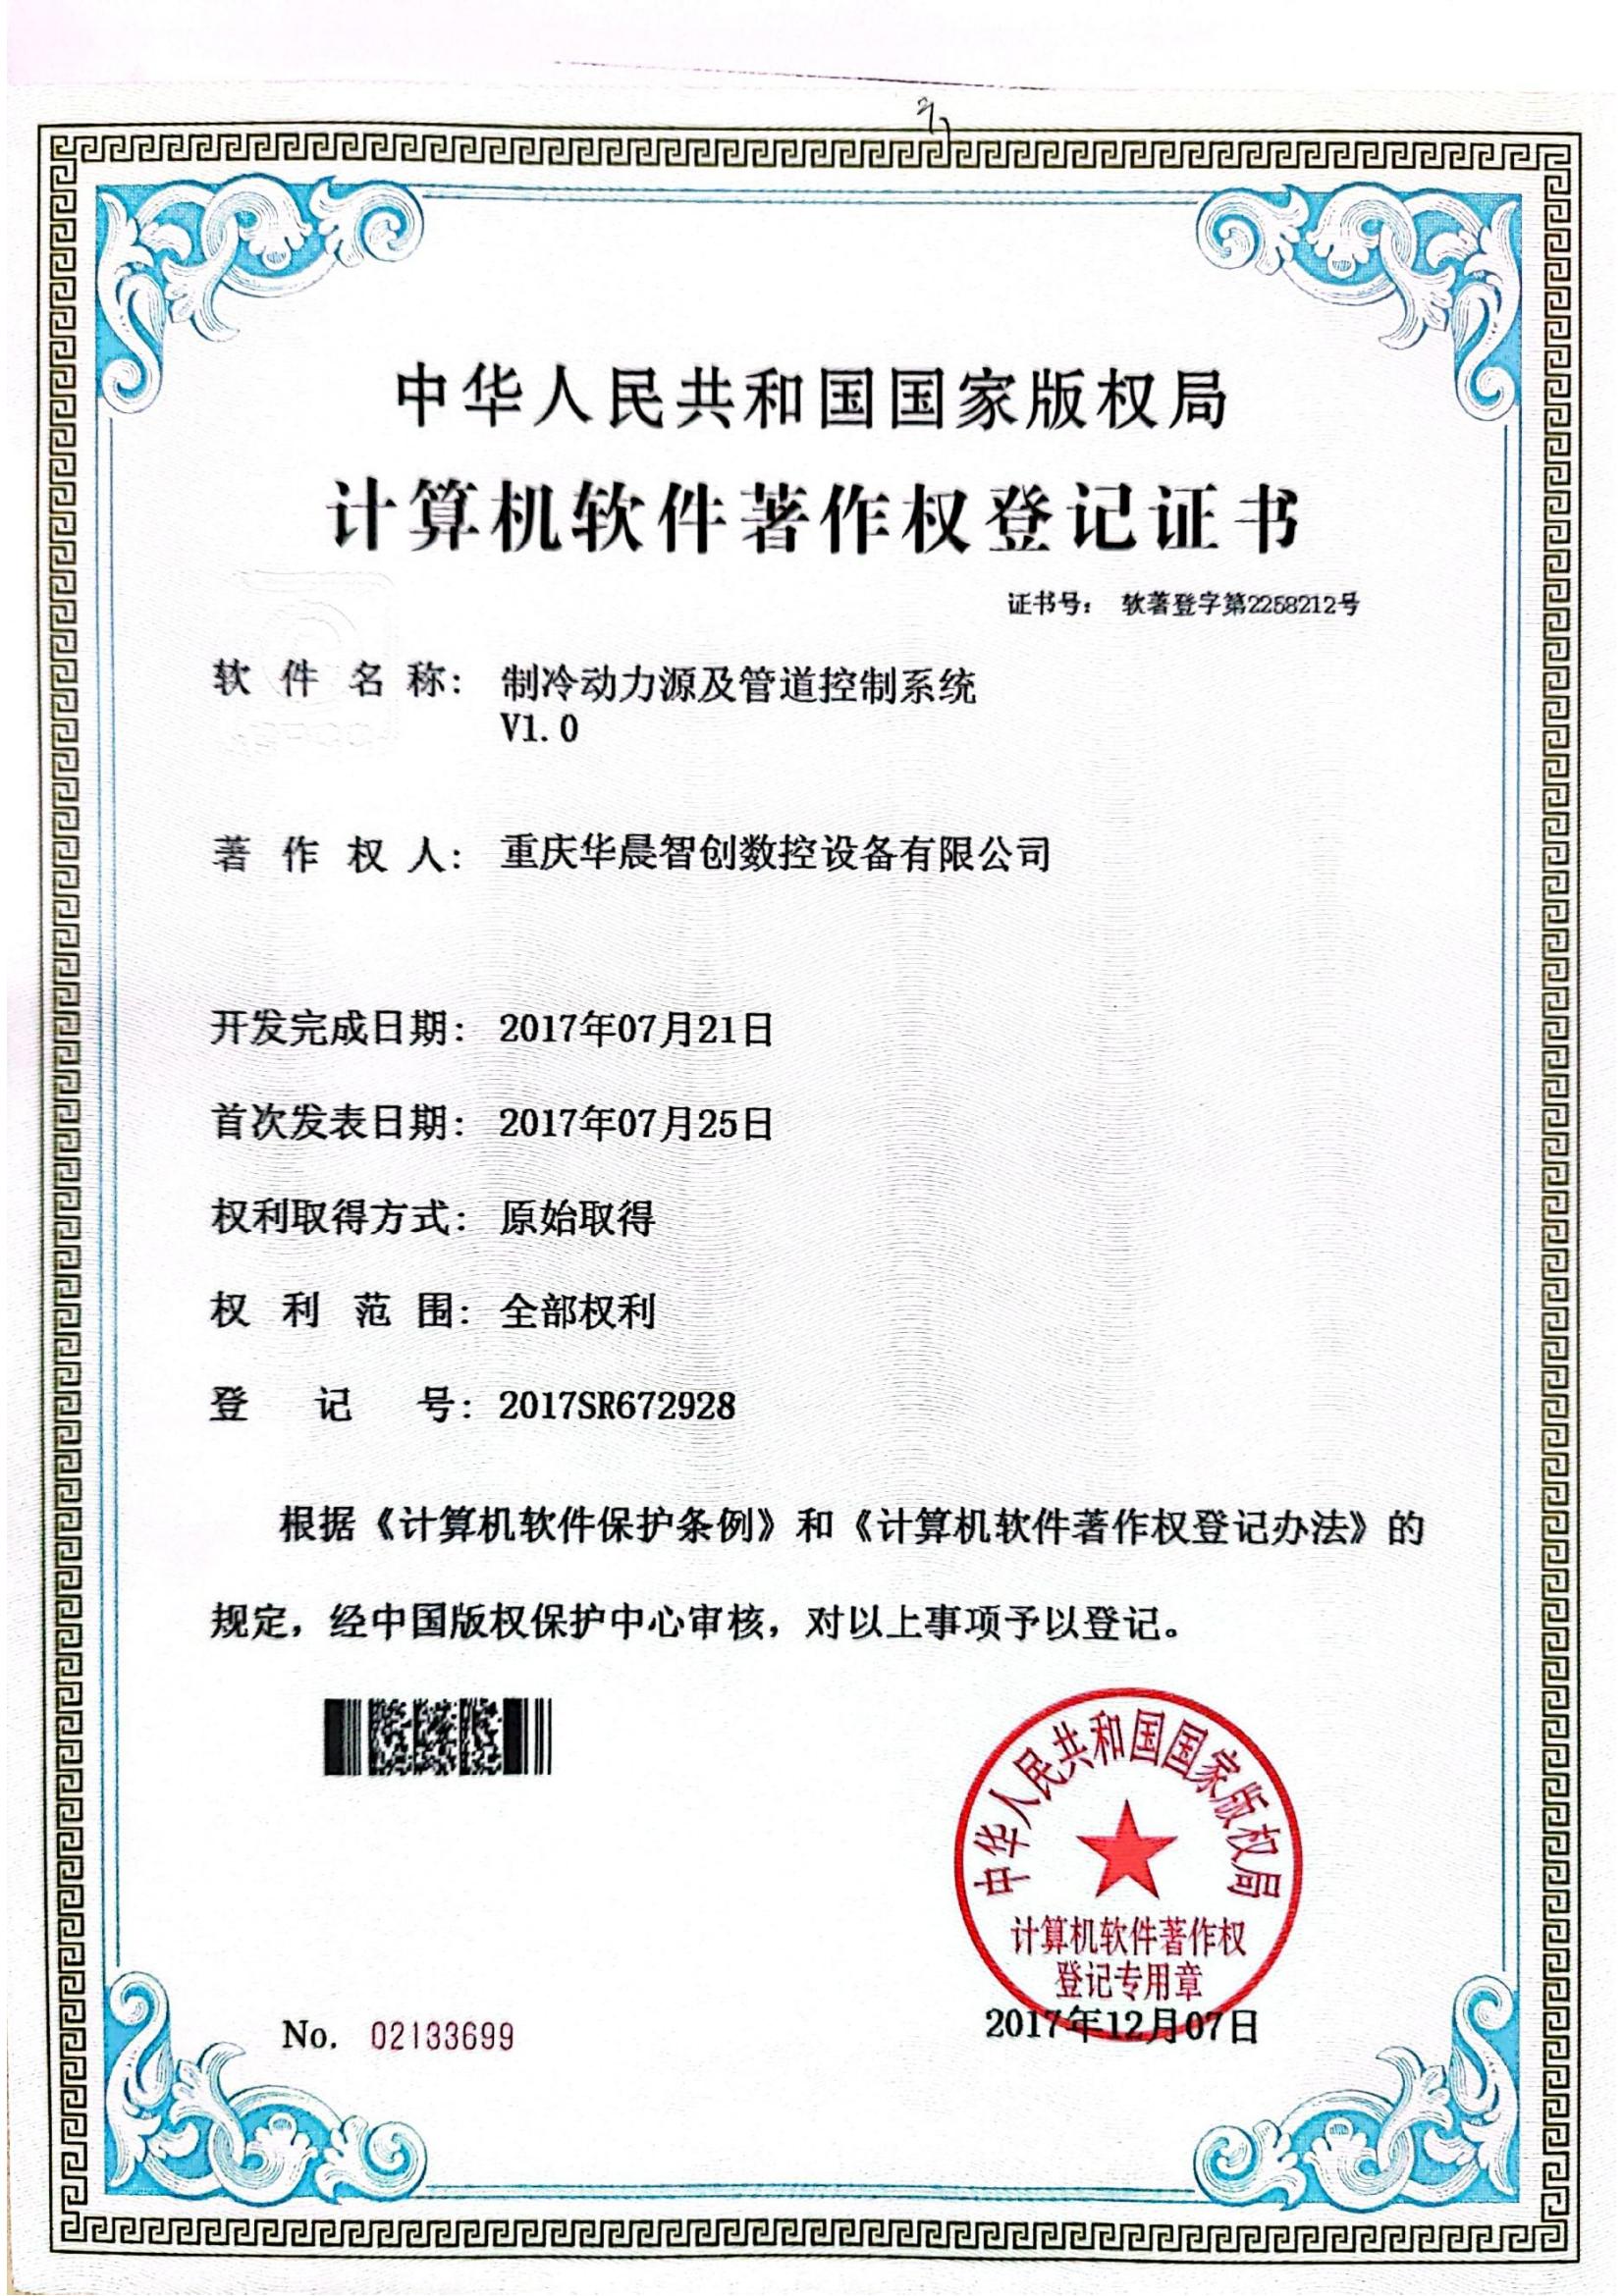 中华人民共和国国家版权局
计算机软件著作权登记证书
证书号： 软著登字第2258212号
软件名称： 制冷动力源及管道控制系统
V1.0
著作权人： 重庆华晨智创数控设备有限公司
开发完成日期： 2017年07月21日
首次发表日期： 2017年07月25日
权利取得方式： 原始取得
权利范围： 全部权利
登记号： 2017SR672928
根据《计算机软件保护条例》和《计算机软件著作权登记办法》的
规定，经中国版权保护中心审核，对以上事项予以登记。
中华人民共和国国家版权局
计算机软件著作权
登记专用章
No. 02133699
2017年12月07日